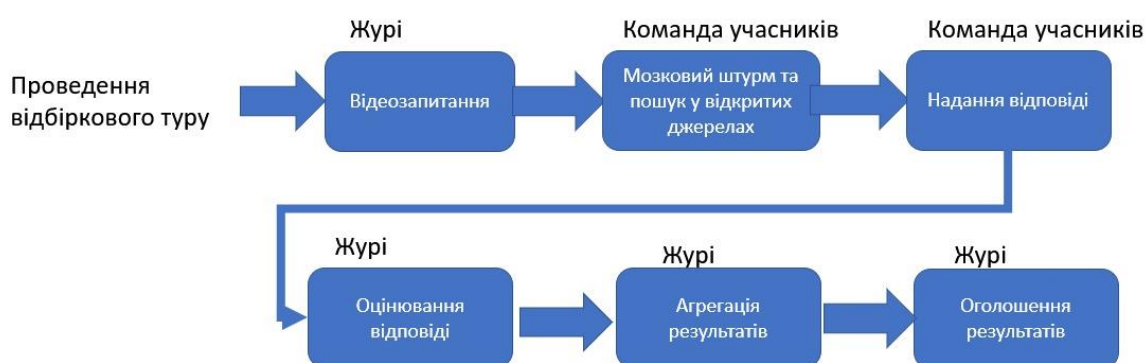 Журі
Команда учасників
Команда учасників
Проведення
відбіркового туру
Відеозапитання
Мозковий штурм та
пошук у відкритих
джерелах
Надання відповіді
Журі
Журі
Журі
Оцінювання
відповіді
Агрегація
результатів
Оголошення
результатів